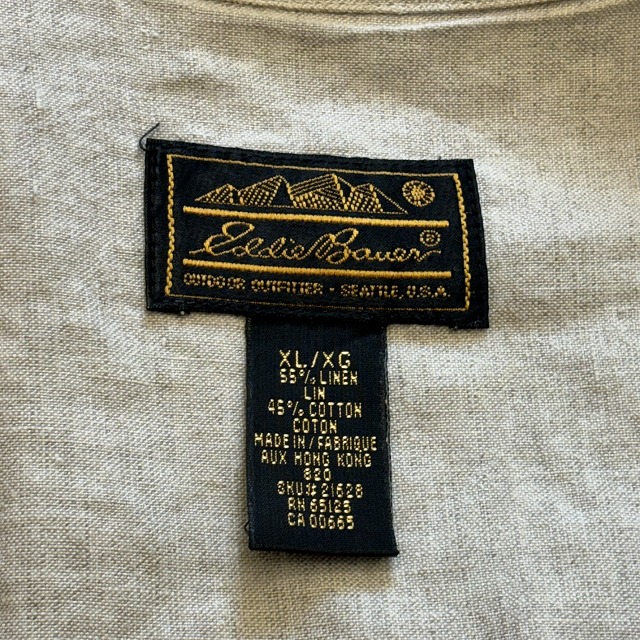 Eddie Bauer®
OUTDOOR OUTFITTER - SEATTLE, U.S.A.
XL/XG
55% LINEN
LIN
45% COTTON
COTON
MADE IN/FABRIQUE
AUX HONG KONG
820
SKU# 21628
RN 65125
CA 00665